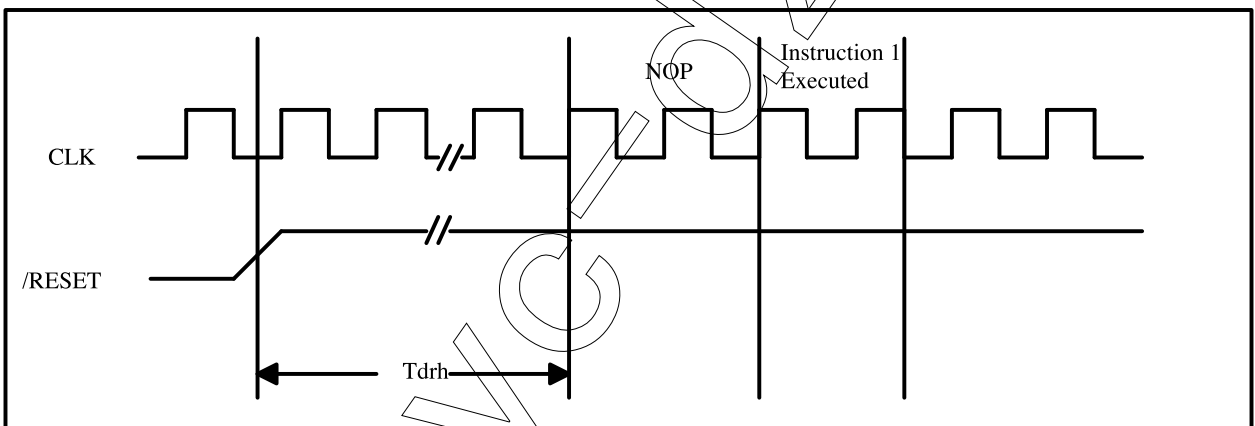 Instruction 1
NOP
Executed
CLK
/RESET
Tdrh